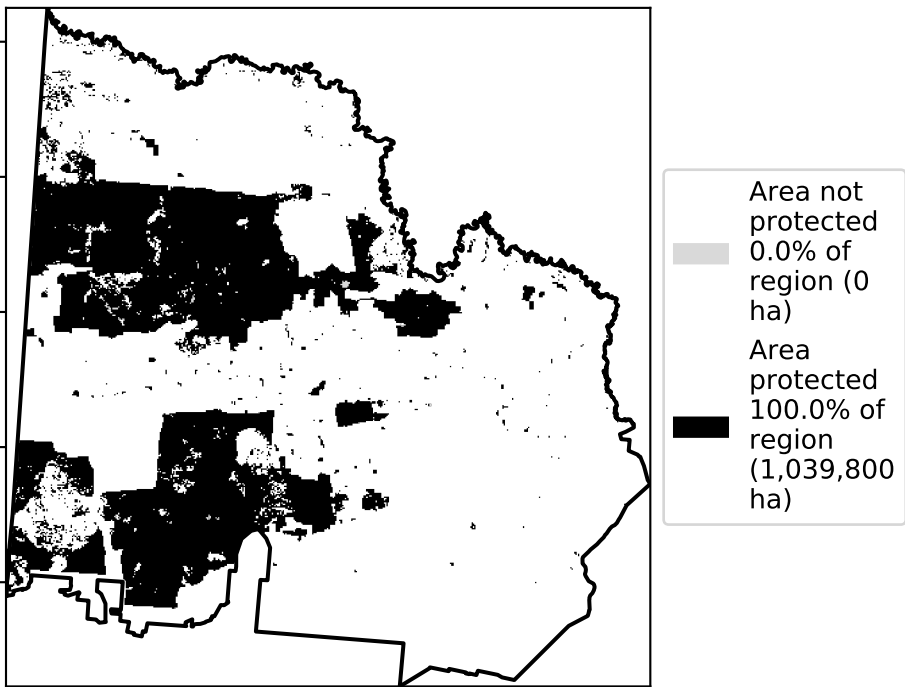 Area not
protected
0.0% of
region (0
ha)
Area
protected
100.0% of
region
(1,039,800
ha)